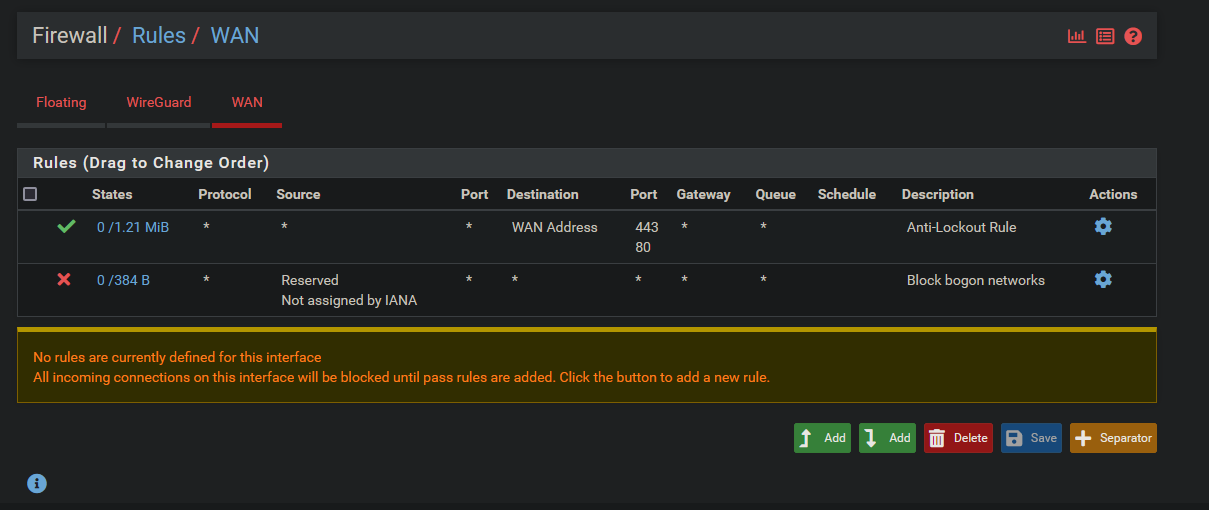 Firewall / Rules / WAN
Floating WireGuard WAN
Rules (Drag to Change Order)
States Protocol Source Port Destination Port Gateway Queue Schedule Description Actions
0 /1.21 MiB * * * WAN Address 443 * * Anti-Lockout Rule
80
0 /384 B * Reserved * * * * * Block bogon networks
Not assigned by IANA
No rules are currently defined for this interface
All incoming connections on this interface will be blocked until pass rules are added. Click the button to add a new rule.
Add Add Delete Save Separator